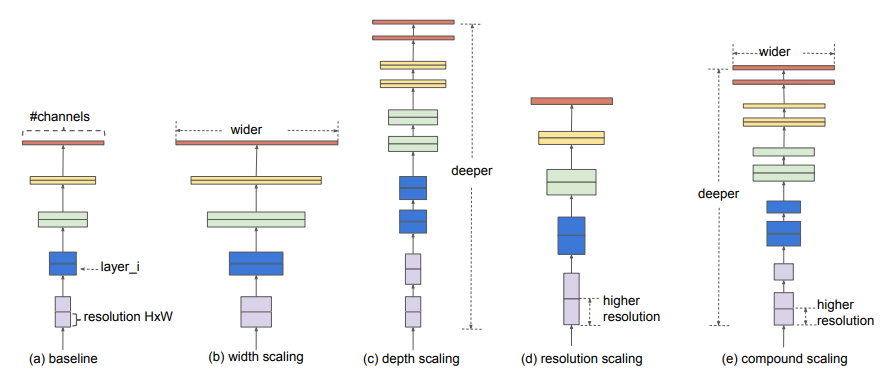 #channels
layer_i
resolution HxW
(a) baseline
wider
(b) width scaling
deeper
(c) depth scaling
higher
resolution
(d) resolution scaling
wider
deeper
higher
resolution
(e) compound scaling